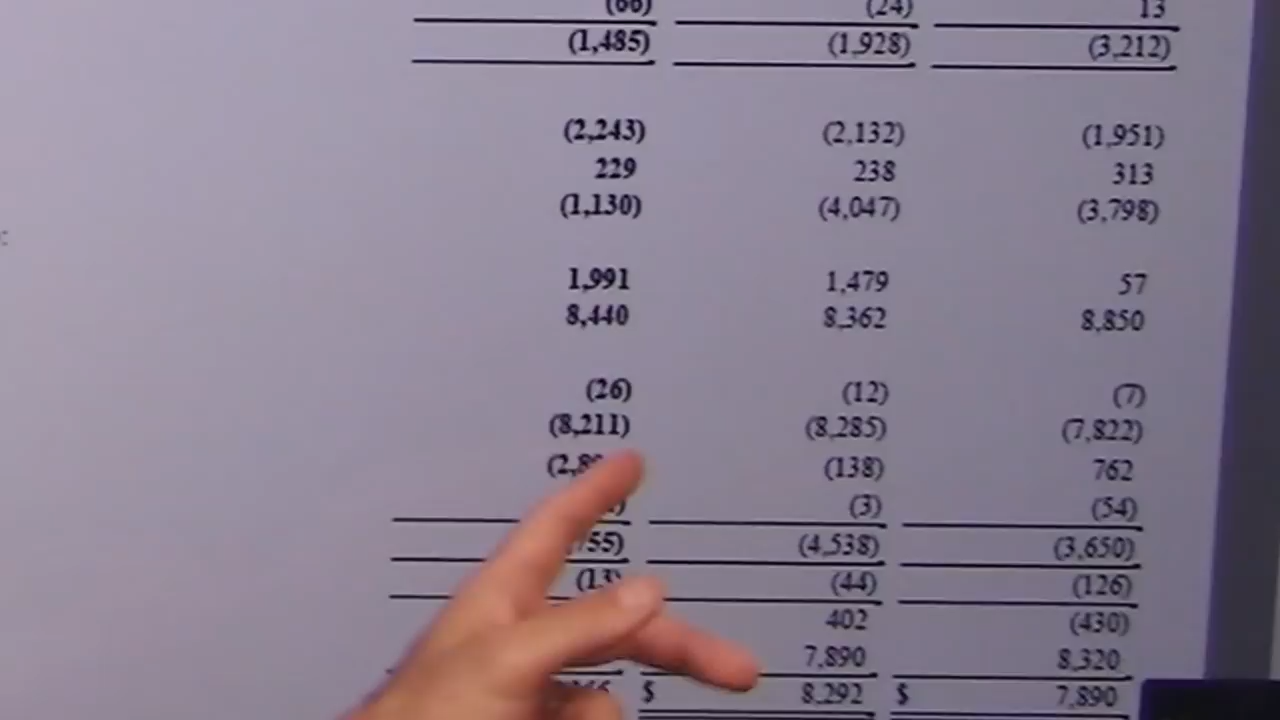 (66) (24) 13
(1,485) (1,928) (3,212)
(2,243) (2,132) (1,951)
229 238 313
(1,130) (4,047) (3,798)
1,991 1,479 57
8,440 8,362 8,850
(26) (12) (7)
(8,211) (8,285) (7,822)
(138) 762
(3) (54)
(4,538) (3,650)
(13) (44) (126)
402 (430)
7,890 8,320
$ 8,292 $ 7,890